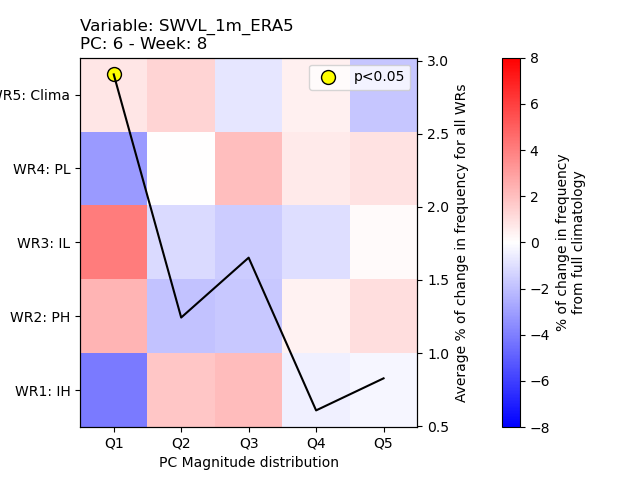 Variable: SWVL_1m_ERA5
PC: 6 - Week: 8
p<0.05
WR5: Clima
WR4: PL
WR3: IL
WR2: PH
WR1: IH
Q1 Q2 Q3 Q4 Q5
PC Magnitude distribution
3.0
2.5
2.0
1.5
1.0
0.5
Average % of change in frequency for all WRs
8
6
4
2
0
−2
−4
−6
−8
% of change in frequency
from full climatology